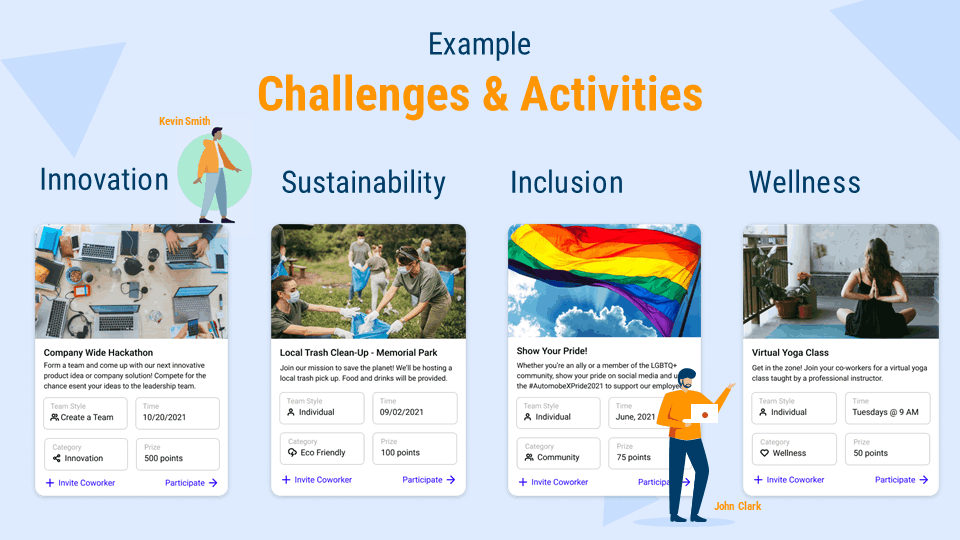 Example
Challenges & Activities
Kevin Smith
Innovation
Sustainability
Inclusion
Wellness
Company Wide Hackathon
Form a team and come up with our next innovative
product idea or company solution! Compete for the
chance esent your ideas to the leadership team.
Team Style
Create a Team
Time
10/20/2021
Category
Innovation
Prize
500 points
Invite Coworker
Participate
Local Trash Clean-Up - Memorial Park
Join our mission to save the planet! We'll be hosting a
local trash pick up. Food and drinks will be provided.
Team Style
Individual
Time
09/02/2021
Category
Eco Friendly
Prize
100 points
Invite Coworker
Participate
Show Your Pride!
Whether you're an ally or a member of the LGBTQ+
community, show your pride on social media and
the #AutomobeXPride2021 to support our
Team Style
Individual
Time
June, 2021
Category
Community
Prize
75 points
Invite Coworker
Virtual Yoga Class
Get in the zone! Join your co-workers for a virtual yoga
class taught by a professional instructor.
Team Style
Individual
Time
Tuesdays @ 9 AM
Category
Wellness
Prize
50 points
Invite Coworker
Participate
John Clark